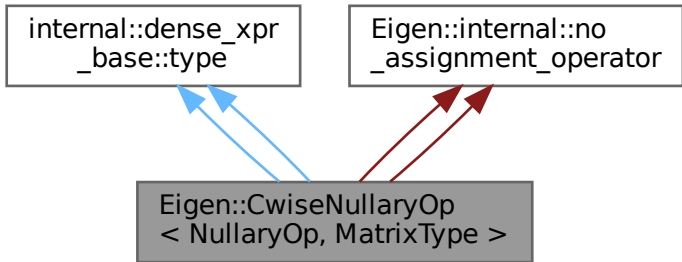 internal::dense_xpr
_base::type
Eigen::internal::no
_assignment_operator
Eigen::CwiseNullaryOp
< NullaryOp, MatrixType >